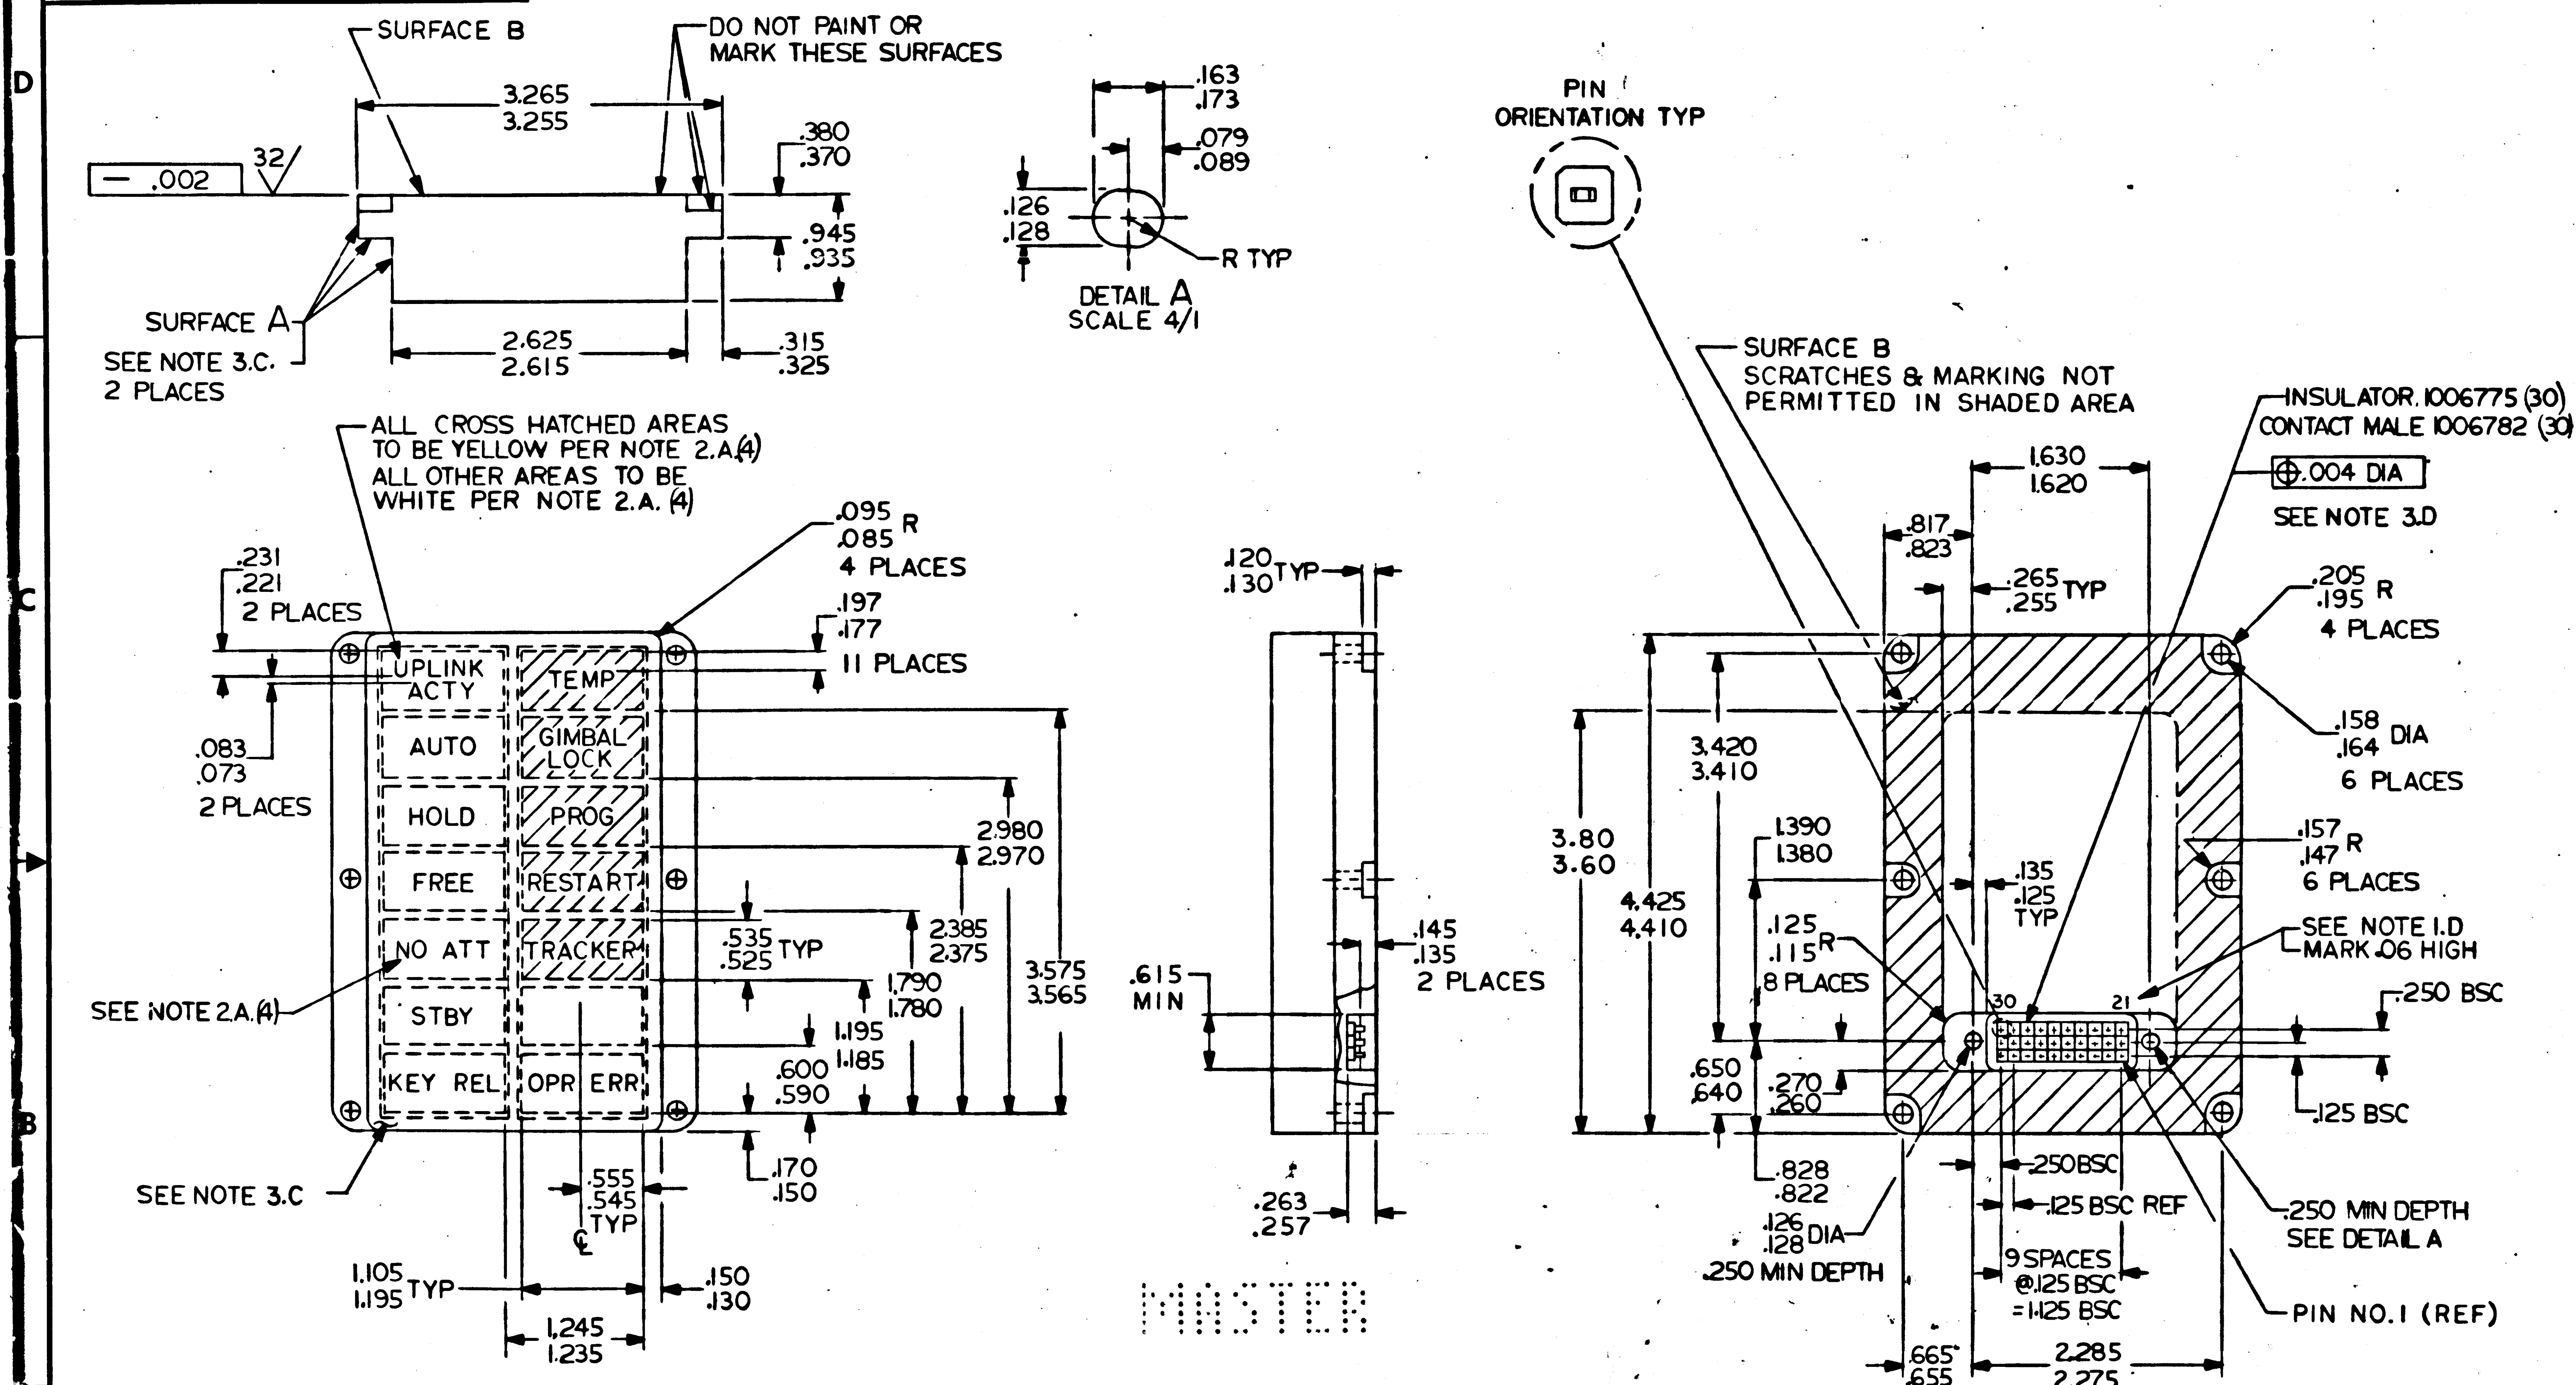 D
SURFACE B
DO NOT PAINT OR
MARK THESE SURFACES
3.265
3.255
.380
.370
32
— .002
.945
.935
SURFACE A
SEE NOTE 3.C.
2 PLACES
2.625
2.615
.315
.325
.163
.173
.079
.089
.126
.128
R TYP
DETAIL A
SCALE 4/1
PIN
ORIENTATION TYP
SURFACE B
SCRATCHES & MARKING NOT
PERMITTED IN SHADED AREA
INSULATOR. 1006775 (30)
CONTACT MALE 1006782 (30)
⌖ .004 DIA
SEE NOTE 3.D
ALL CROSS HATCHED AREAS
TO BE YELLOW PER NOTE 2.A.(4)
ALL OTHER AREAS TO BE
WHITE PER NOTE 2.A. (4)
.095 R
.085
4 PLACES
.231
.221
2 PLACES
.197
.177
11 PLACES
C
.083
.073
2 PLACES
UPLINK
ACTY
TEMP
AUTO
GIMBAL
LOCK
HOLD
PROG
FREE
RESTART
NO ATT
TRACKER
STBY
KEY REL
OPR ERR
SEE NOTE 2.A.(4)
SEE NOTE 3.C
2.980
2.970
.535 TYP
.525
2.385
2.375
1.790
1.780
3.575
3.565
1.195
1.185
.600
.590
.170
.150
.555
.545
TYP
℄
1.105 TYP
1.195
.150
.130
1.245
1.235
.120 TYP
.130
.145
.135
2 PLACES
.615
MIN
.263
.257
MASTER
1.630
1.620
.817
.823
.265 TYP
.255
.205 R
.195
4 PLACES
.158 DIA
.164
6 PLACES
3.420
3.410
3.80
3.60
1.390
1.380
4.425
4.410
.157 R
.147
6 PLACES
.135
.125
TYP
.125 R
.115
8 PLACES
SEE NOTE 1.D
MARK .06 HIGH
30
21
.250 BSC
.125 BSC
.650
.640
.270
.260
.828
.822
.250 BSC
.125 BSC REF
.126 DIA
.128
.250 MIN DEPTH
9 SPACES
@.125 BSC
=1.125 BSC
.250 MIN DEPTH
SEE DETAIL A
PIN NO. 1 (REF)
.665
.655
2.285
2.275
B